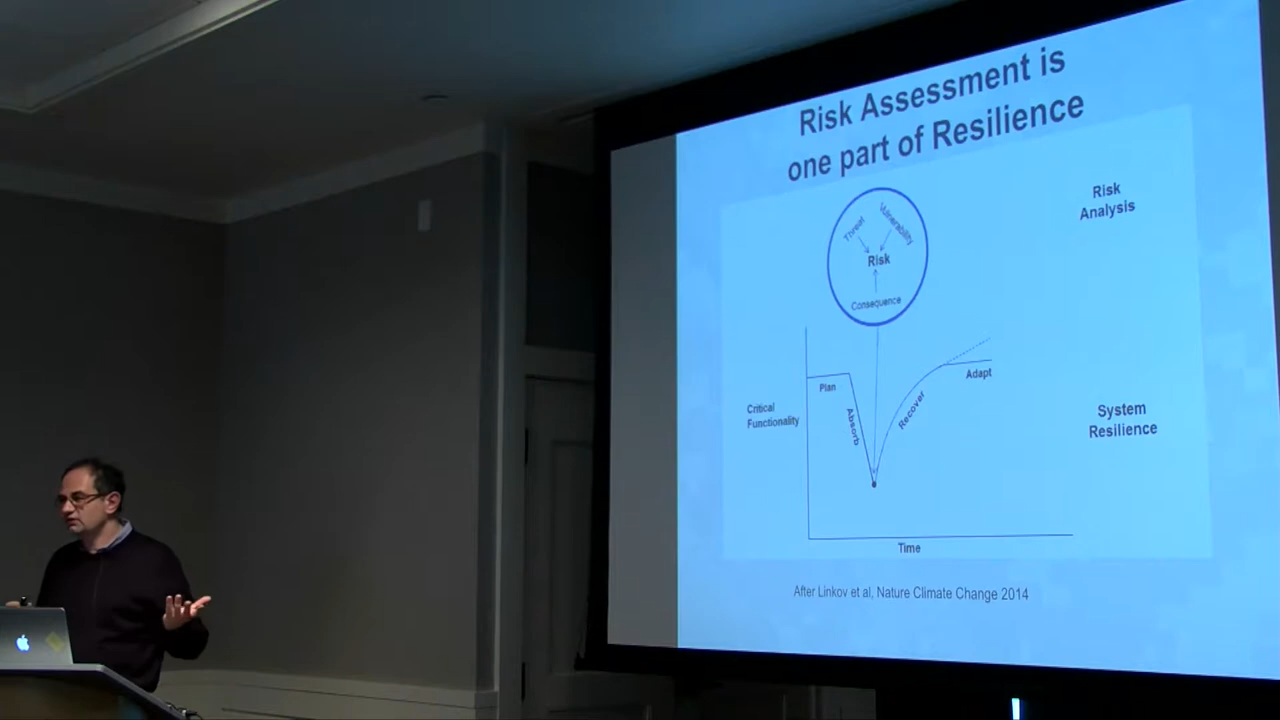 Risk Assessment is
one part of Resilience
Risk
Analysis
Threat
Vulnerability
Risk
Consequence
Plan
Absorb
Recover
Adapt
Critical
Functionality
System
Resilience
Time
After Linkov et al, Nature Climate Change 2014